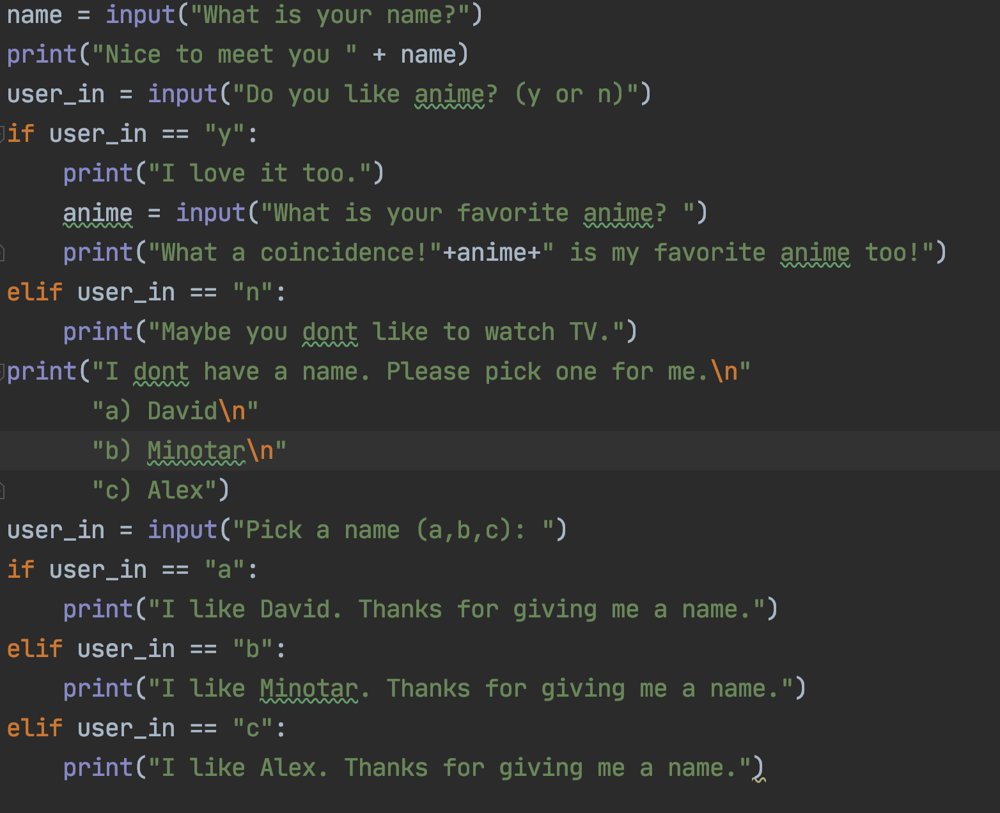 name = input("What is your name?")
print("Nice to meet you " + name)
user_in = input("Do you like anime? (y or n)")
if user_in == "y":
    print("I love it too.")
    anime = input("What is your favorite anime? ")
    print("What a coincidence!"+anime+" is my favorite anime too!")
elif user_in == "n":
    print("Maybe you dont like to watch TV.")
print("I dont have a name. Please pick one for me.\n"
      "a) David\n"
      "b) Minotar\n"
      "c) Alex")
user_in = input("Pick a name (a,b,c): ")
if user_in == "a":
    print("I like David. Thanks for giving me a name.")
elif user_in == "b":
    print("I like Minotar. Thanks for giving me a name.")
elif user_in == "c":
    print("I like Alex. Thanks for giving me a name.")